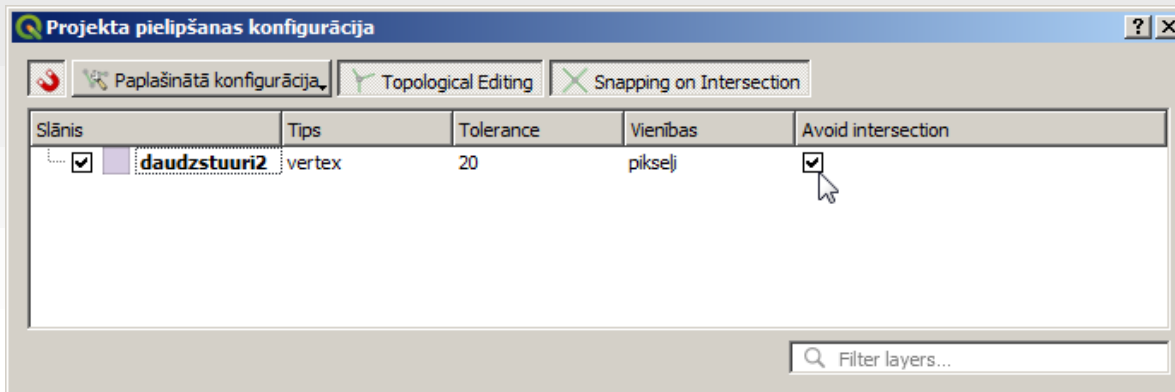 Projekta pielipšanas konfigurācija
Paplašinātā konfigurācija Topological Editing Snapping on Intersection
Slānis Tips Tolerance Vienības Avoid intersection
daudzstuuri2 vertex 20 pikseļi
Filter layers...